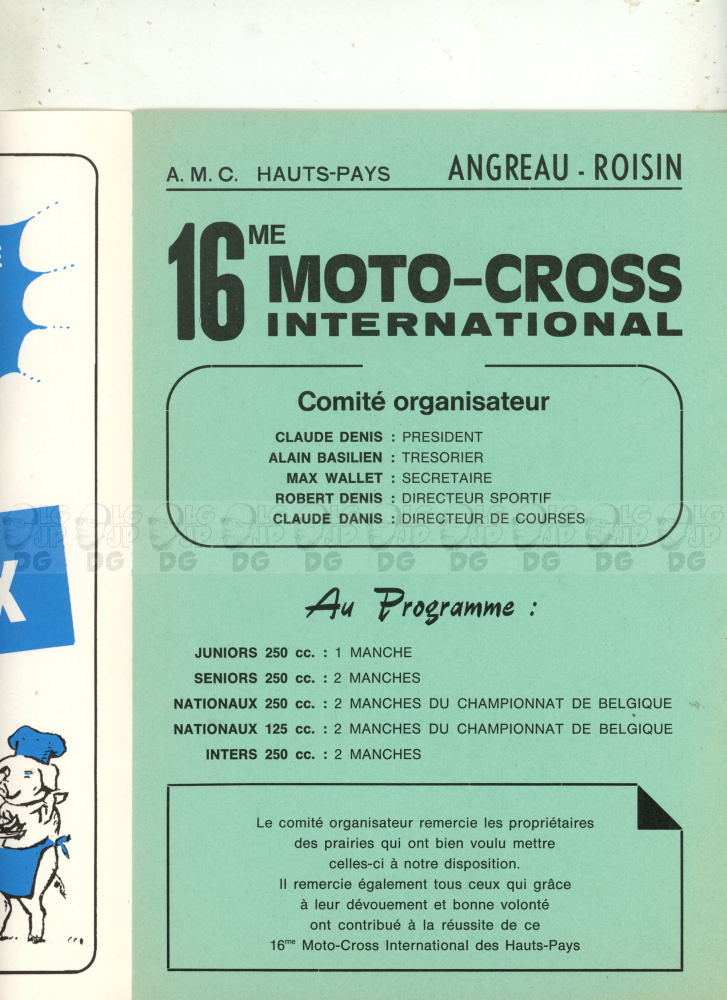 A. M. C. HAUTS-PAYS ANGREAU - ROISIN
16ME MOTO-CROSS
INTERNATIONAL
Comité organisateur
CLAUDE DENIS : PRESIDENT
ALAIN BASILIEN : TRESORIER
MAX WALLET : SECRETAIRE
ROBERT DENIS : DIRECTEUR SPORTIF
CLAUDE DANIS : DIRECTEUR DE COURSES
Au Programme :
JUNIORS 250 cc. : 1 MANCHE
SENIORS 250 cc. : 2 MANCHES
NATIONAUX 250 cc. : 2 MANCHES DU CHAMPIONNAT DE BELGIQUE
NATIONAUX 125 cc. : 2 MANCHES DU CHAMPIONNAT DE BELGIQUE
INTERS 250 cc. : 2 MANCHES
Le comité organisateur remercie les propriétaires
des prairies qui ont bien voulu mettre
celles-ci à notre disposition.
Il remercie également tous ceux qui grâce
à leur dévouement et bonne volonté
ont contribué à la réussite de ce
16me Moto-Cross International des Hauts-Pays